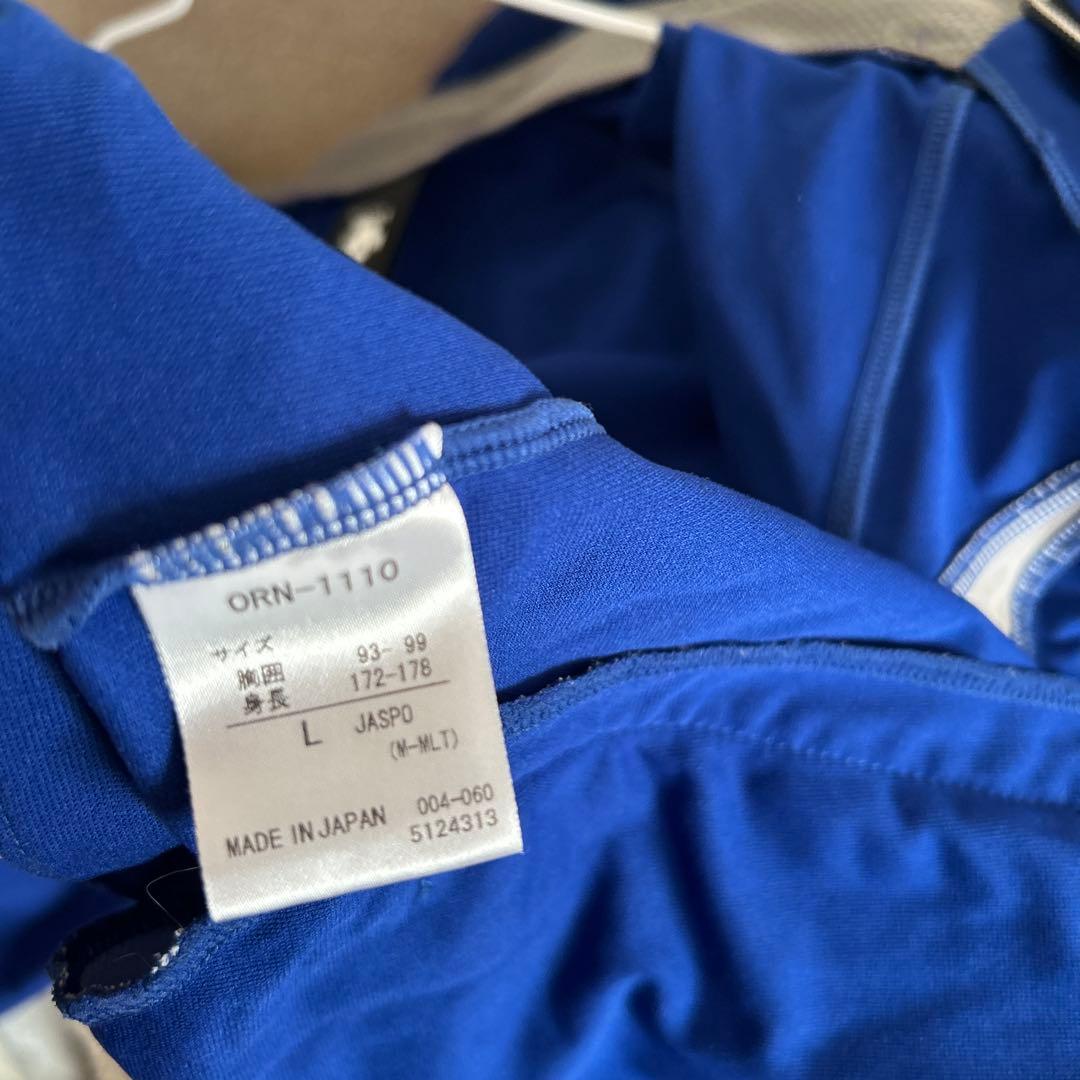 ORN-1110
サイズ
胸囲 93- 99
身長 172-178
L JASPO
(M-MLT)
004-060
MADE IN JAPAN 5124313